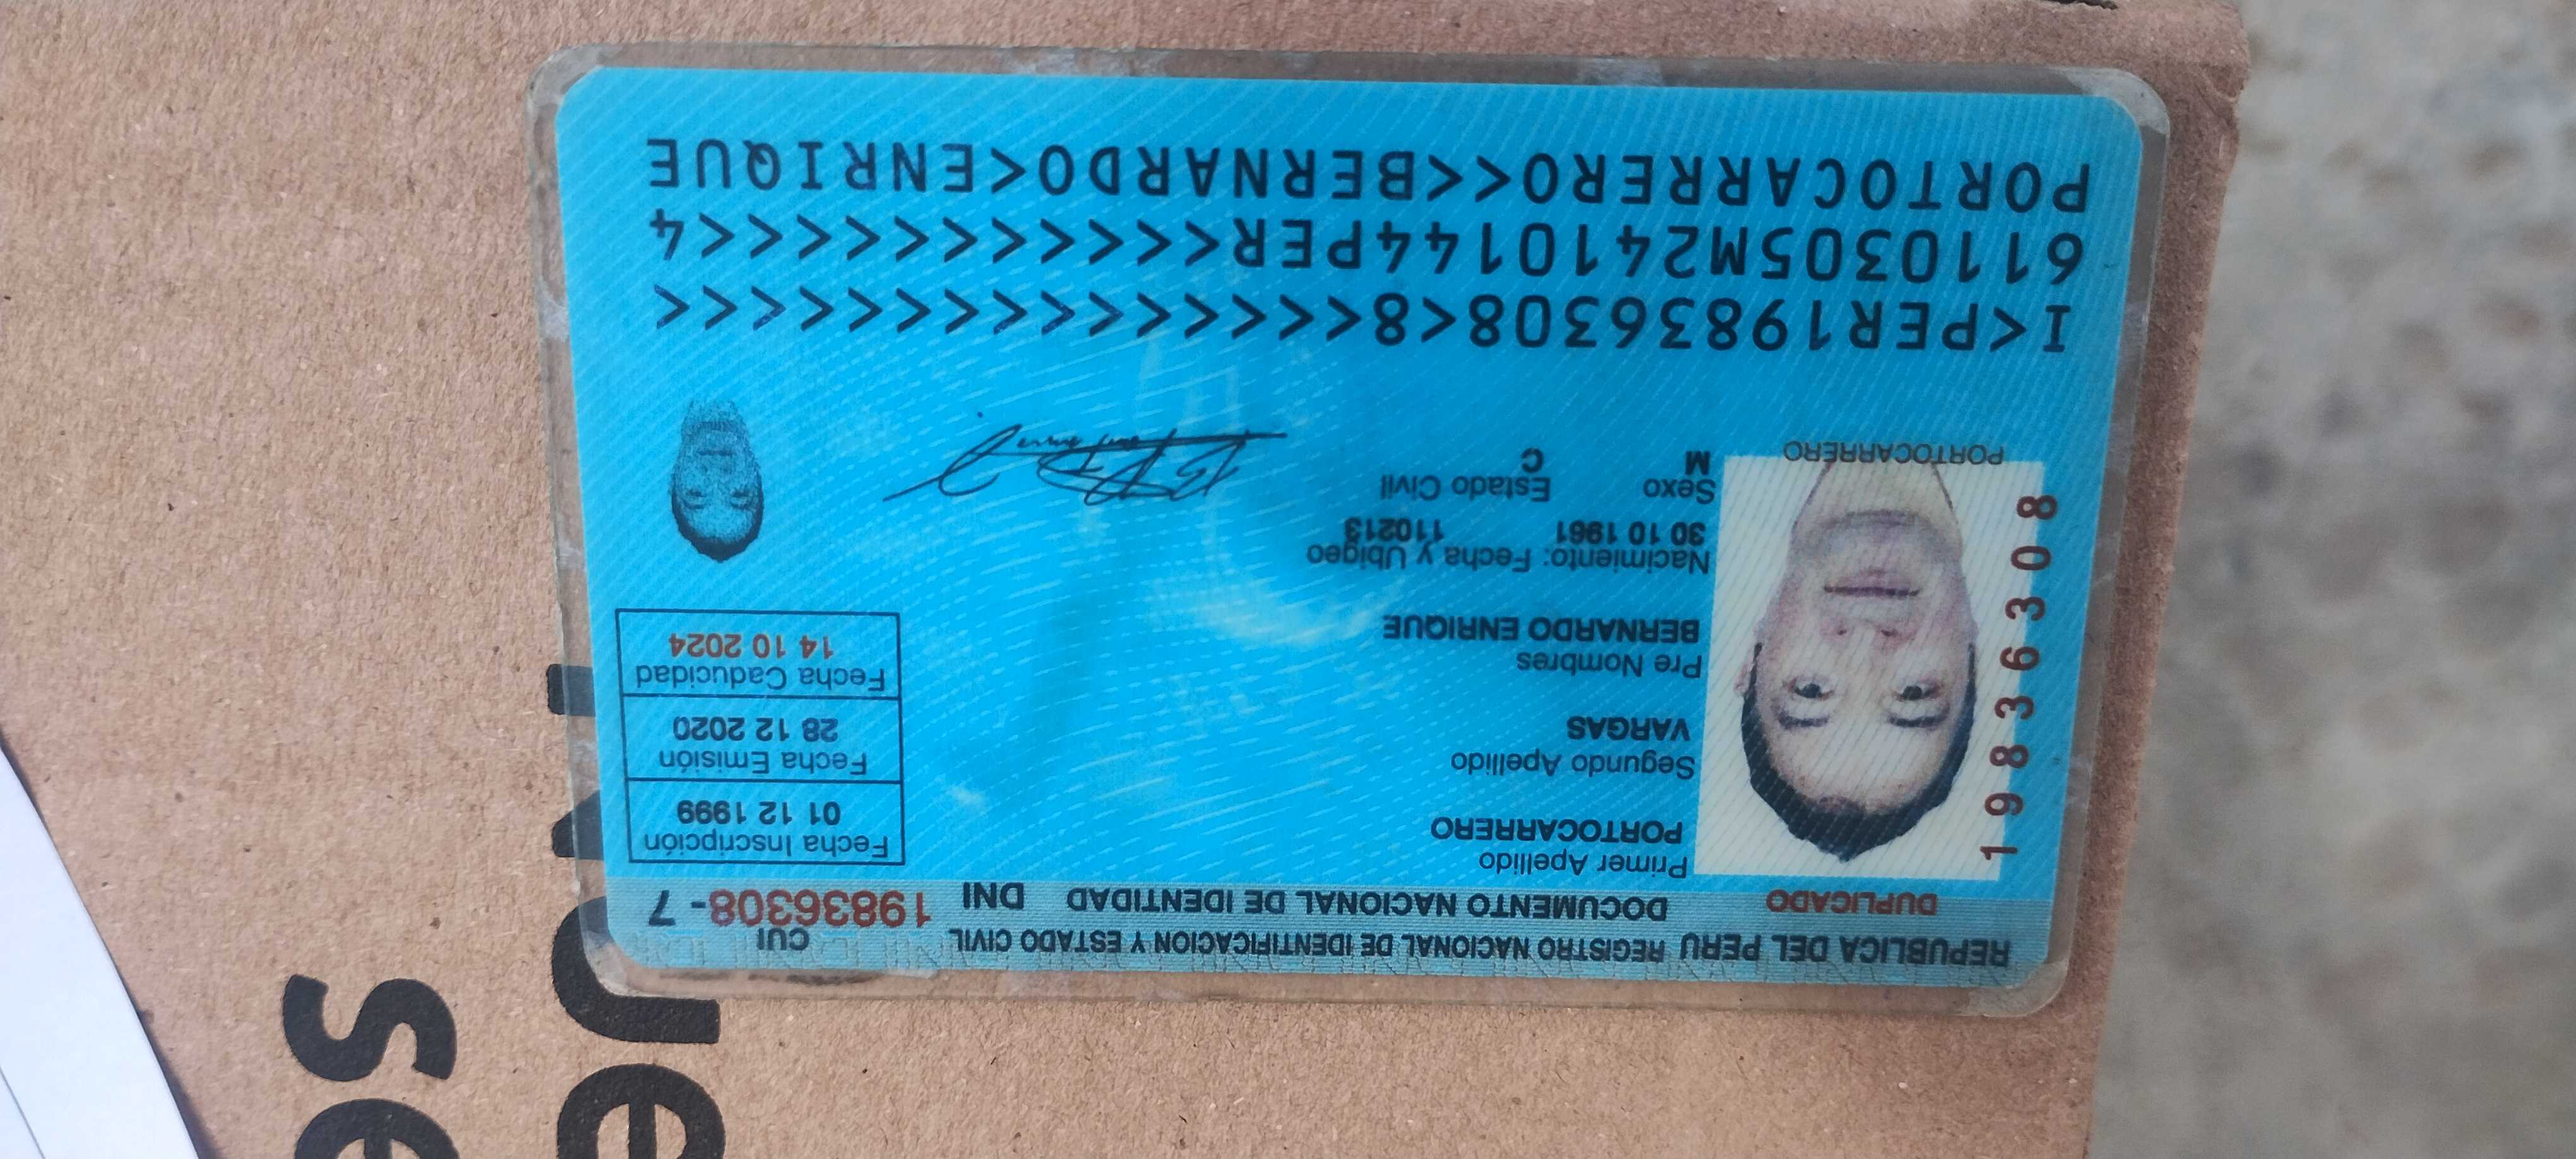 REPUBLICA DEL PERU REGISTRO NACIONAL DE IDENTIFICACION Y ESTADO CIVIL
CUI
DUPLICADO DOCUMENTO NACIONAL DE IDENTIDAD DNI 19836308-7
Primer Apellido
PORTOCARRERO
Segundo Apellido
VARGAS
Pre Nombres
BERNARDO ENRIQUE
Nacimiento: Fecha y Ubigeo
30 10 1961 110213
Sexo Estado Civil
M C
Fecha Inscripción
01 12 1999
Fecha Emisión
28 12 2020
Fecha Caducidad
14 10 2024
19836308
PORTOCARRERO
I<PER19836308<8<<<<<<<<<<<<<<<
6110305M2410144PER<<<<<<<<<<<4
PORTOCARRERO<<BERNARDO<ENRIQUE
se